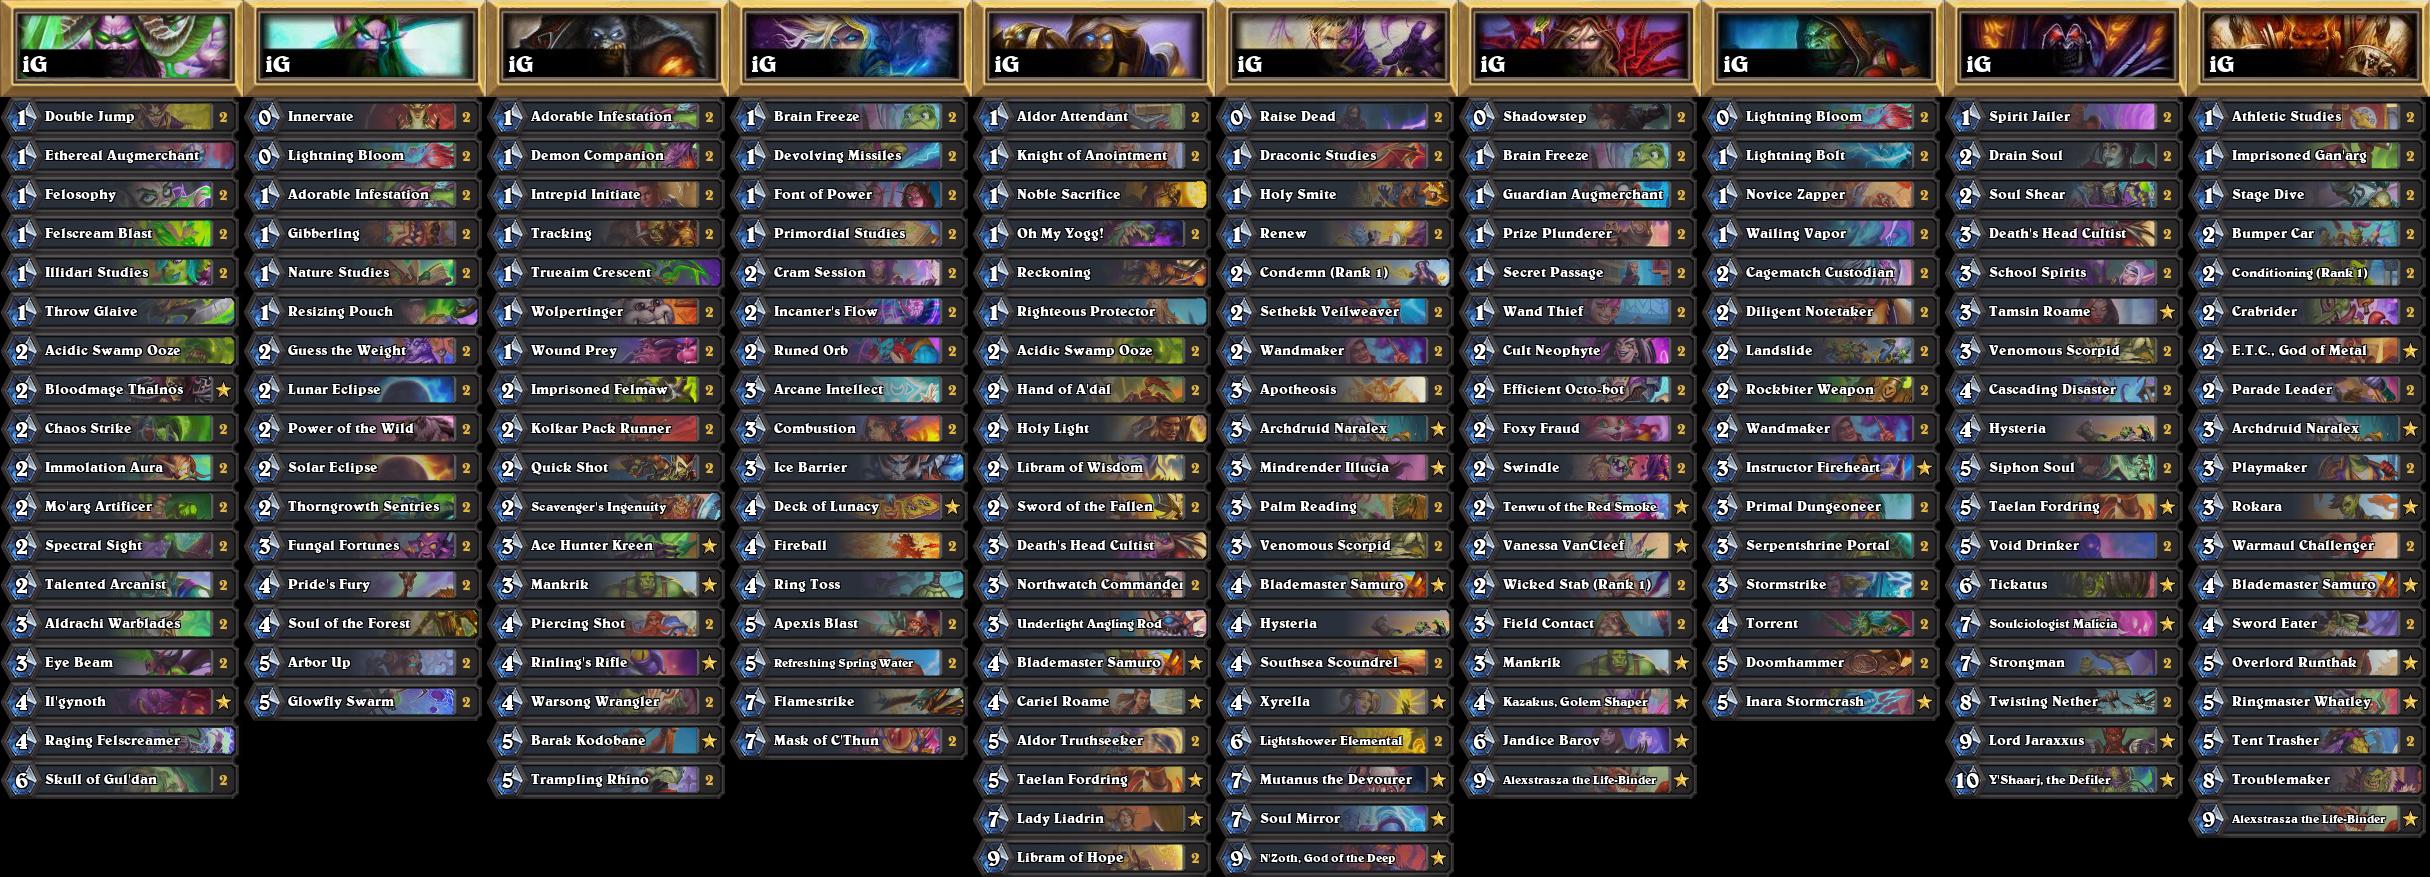 iG
1 Double Jump 2
1 Ethereal Augmerchant
1 Felosophy 2
1 Felscream Blast 2
1 Illidari Studies 2
1 Throw Glaive
2 Acidic Swamp Ooze
2 Bloodmage Thalnos
2 Chaos Strike 2
2 Immolation Aura 2
2 Mo'arg Artificer 2
2 Spectral Sight 2
2 Talented Arcanist 2
3 Aldrachi Warblades 2
3 Eye Beam 2
4 Il'gynoth
4 Raging Felscreamer
6 Skull of Gul'dan 2
iG
0 Innervate 2
0 Lightning Bloom 2
1 Adorable Infestation 2
1 Gibberling 2
1 Nature Studies 2
1 Resizing Pouch
2 Guess the Weight 2
2 Lunar Eclipse 2
2 Power of the Wild 2
2 Solar Eclipse 2
2 Thorngrowth Sentries 2
3 Fungal Fortunes 2
4 Pride's Fury 2
4 Soul of the Forest
5 Arbor Up 2
5 Glowfly Swarm 2
iG
1 Adorable Infestation 2
1 Demon Companion 2
1 Intrepid Initiate 2
1 Tracking 2
1 Trueaim Crescent
1 Wolpertinger 2
1 Wound Prey 2
2 Imprisoned Felmaw 2
2 Kolkar Pack Runner 2
2 Quick Shot 2
2 Scavenger's Ingenuity
3 Ace Hunter Kreen
3 Mankrik
4 Piercing Shot 2
4 Rinling's Rifle
4 Warsong Wrangler 2
5 Barak Kodobane
5 Trampling Rhino 2
iG
1 Brain Freeze 2
1 Devolving Missiles 2
1 Font of Power 2
1 Primordial Studies 2
2 Cram Session 2
2 Incanter's Flow 2
2 Runed Orb 2
3 Arcane Intellect 2
3 Combustion 2
3 Ice Barrier
4 Deck of Lunacy
4 Fireball 2
4 Ring Toss
5 Apexis Blast 2
5 Refreshing Spring Water 2
7 Flamestrike
7 Mask of C'Thun 2
iG
1 Aldor Attendant 2
1 Knight of Anointment 2
1 Noble Sacrifice
1 Oh My Yogg! 2
1 Reckoning
1 Righteous Protector
2 Acidic Swamp Ooze 2
2 Hand of A'dal 2
2 Holy Light
2 Libram of Wisdom 2
2 Sword of the Fallen 2
3 Death's Head Cultist
3 Northwatch Commander 2
3 Underlight Angling Rod
4 Blademaster Samuro
4 Cariel Roame
5 Aldor Truthseeker 2
5 Taelan Fordring
7 Lady Liadrin
9 Libram of Hope 2
iG
0 Raise Dead 2
1 Draconic Studies 2
1 Holy Smite 2
1 Renew 2
2 Condemn (Rank 1)
2 Sethekk Veilweaver 2
2 Wandmaker 2
3 Apotheosis 2
3 Archdruid Naralex
3 Mindrender Illucia
3 Palm Reading 2
3 Venomous Scorpid 2
4 Blademaster Samuro
4 Hysteria
4 Southsea Scoundrel 2
4 Xyrella
6 Lightshower Elemental 2
7 Mutanus the Devourer
7 Soul Mirror
9 N'Zoth, God of the Deep
iG
0 Shadowstep 2
1 Brain Freeze 2
1 Guardian Augmerchant 2
1 Prize Plunderer 2
1 Secret Passage 2
1 Wand Thief 2
2 Cult Neophyte 2
2 Efficient Octo-bot 2
2 Foxy Fraud 2
2 Swindle 2
2 Tenwu of the Red Smoke
2 Vanessa VanCleef
2 Wicked Stab (Rank 1) 2
3 Field Contact 2
3 Mankrik
4 Kazakus, Golem Shaper
6 Jandice Barov
9 Alexstrasza the Life-Binder
iG
0 Lightning Bloom 2
1 Lightning Bolt 2
1 Novice Zapper 2
1 Wailing Vapor 2
2 Cagematch Custodian 2
2 Diligent Notetaker 2
2 Landslide 2
2 Rockbiter Weapon 2
2 Wandmaker 2
3 Instructor Fireheart
3 Primal Dungeoneer 2
3 Serpentshrine Portal 2
3 Stormstrike 2
4 Torrent 2
5 Doomhammer 2
5 Inara Stormcrash
iG
1 Spirit Jailer 2
2 Drain Soul 2
2 Soul Shear 2
3 Death's Head Cultist 2
3 School Spirits 2
3 Tamsin Roame
3 Venomous Scorpid 2
4 Cascading Disaster 2
4 Hysteria 2
5 Siphon Soul 2
5 Taelan Fordring
5 Void Drinker 2
6 Tickatus
7 Soulciologist Malicia
7 Strongman 2
8 Twisting Nether 2
9 Lord Jaraxxus
10 Y'Shaarj, the Defiler
iG
1 Athletic Studies 2
1 Imprisoned Gan'arg 2
1 Stage Dive 2
2 Bumper Car 2
2 Conditioning (Rank 1) 2
2 Crabrider 2
2 E.T.C., God of Metal
2 Parade Leader 2
3 Archdruid Naralex
3 Playmaker 2
3 Rokara
3 Warmaul Challenger 2
4 Blademaster Samuro
4 Sword Eater 2
5 Overlord Runthak
5 Ringmaster Whatley
5 Tent Trasher 2
8 Troublemaker
9 Alexstrasza the Life-Binder